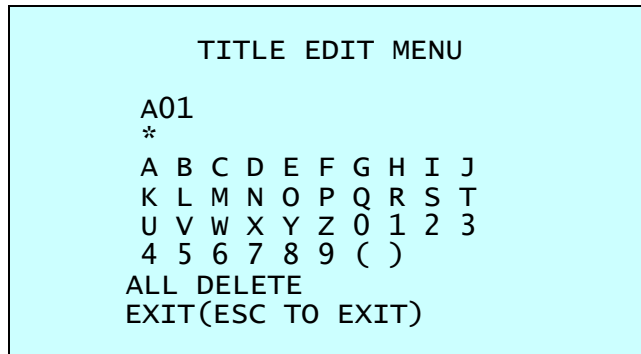 TITLE EDIT MENU
A01
*
A B C D E F G H I J
K L M N O P Q R S T
U V W X Y Z 0 1 2 3
4 5 6 7 8 9 ( )
ALL DELETE
EXIT(ESC TO EXIT)